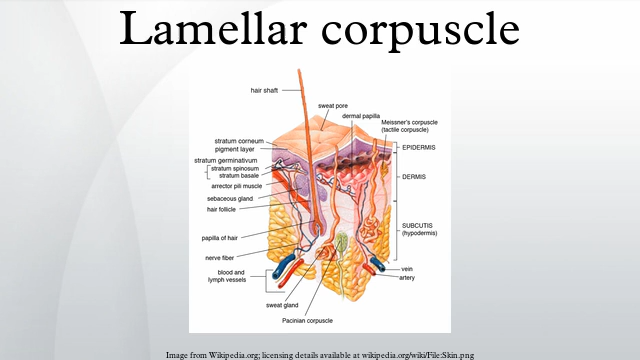 Lamellar corpuscle
hair shaft
sweat pore
dermal papilla
Meissner's corpuscle
(tactile corpuscle)
stratum corneum
pigment layer
stratum germinativum
stratum spinosum
stratum basale
arrector pili muscle
sebaceous gland
hair follicle
papilla of hair
nerve fiber
blood and
lymph vessels
sweat gland
Pacinian corpuscle
EPIDERMIS
DERMIS
SUBCUTIS
(hypodermis)
vein
artery
Image from Wikipedia.org; licensing details available at wikipedia.org/wiki/File:Skin.png